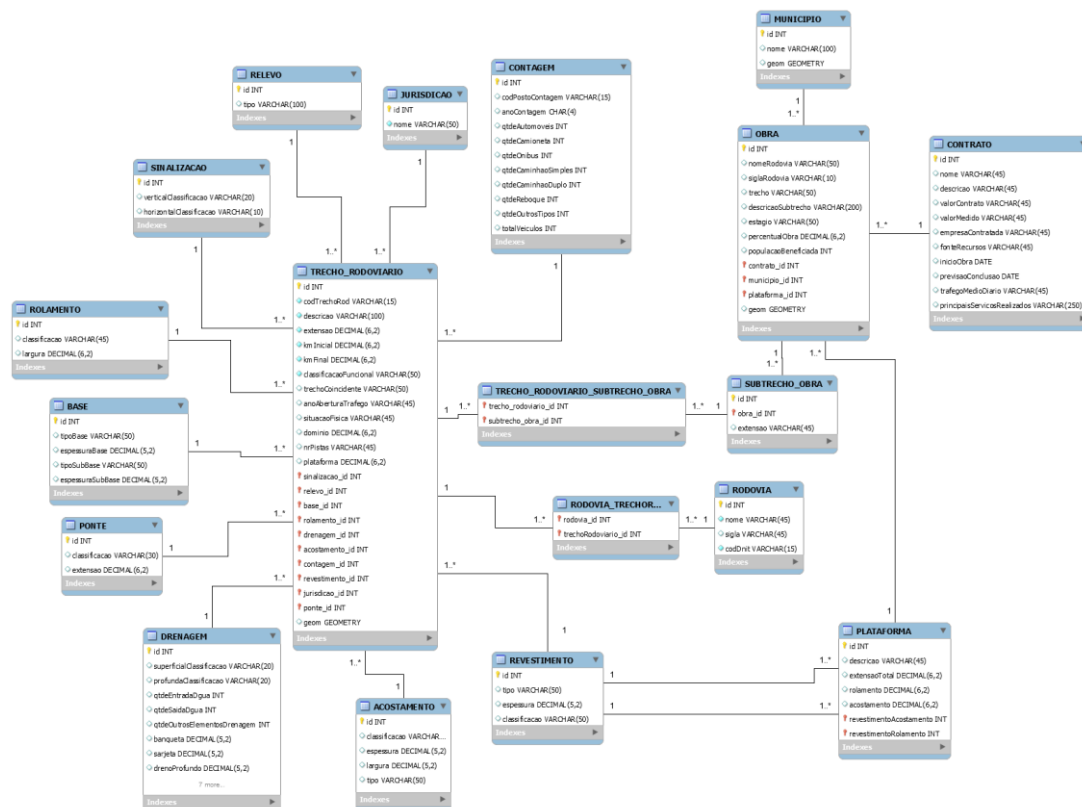 MUNICIPIO
id INT
nome VARCHAR(100)
geom GEOMETRY
Indexes
RELEVO
id INT
tipo VARCHAR(100)
Indexes
JURISDICAO
id INT
nome VARCHAR(50)
Indexes
CONTAGEM
id INT
codPostoContagem VARCHAR(15)
anoContagem CHAR(4)
qtdeAutomoveis INT
qtdeCamioneta INT
qtdeOnibus INT
qtdeCaminhaoSimples INT
qtdeCaminhaoDuplo INT
qtdeReboque INT
qtdeOutrosTipos INT
totalVeiculos INT
Indexes
OBRA
id INT
nomeRodovia VARCHAR(50)
siglaRodovia VARCHAR(10)
trecho VARCHAR(50)
descricaoSubtrecho VARCHAR(200)
estagio VARCHAR(50)
percentualObra DECIMAL(6,2)
populacaoBeneficiada INT
contrato_id INT
municipio_id INT
plataforma_id INT
geom GEOMETRY
Indexes
CONTRATO
id INT
nome VARCHAR(45)
descricao VARCHAR(45)
valorContrato VARCHAR(45)
valorMedido VARCHAR(45)
empresaContratada VARCHAR(45)
fonteRecursos VARCHAR(45)
inicioObra DATE
previsaoConclusao DATE
trafegoMedioDiario VARCHAR(45)
principaisServicosRealizados VARCHAR(250)
Indexes
SINALIZACAO
id INT
verticalClassificacao VARCHAR(20)
horizontalClassificacao VARCHAR(10)
Indexes
TRECHO_RODOVIARIO
id INT
codTrechoRod VARCHAR(15)
descricao VARCHAR(100)
extensao DECIMAL(6,2)
kmInicial DECIMAL(6,2)
kmFinal DECIMAL(6,2)
classificacaoFuncional VARCHAR(50)
trechoCoincidente VARCHAR(50)
anoAberturaTrafego VARCHAR(45)
situacaoFisica VARCHAR(45)
dominio DECIMAL(6,2)
nrPistas VARCHAR(45)
plataforma DECIMAL(6,2)
sinalizacao_id INT
relevo_id INT
base_id INT
rolamento_id INT
drenagem_id INT
acostamento_id INT
contagem_id INT
revestimento_id INT
jurisdicao_id INT
ponte_id INT
geom GEOMETRY
Indexes
ROLAMENTO
id INT
classificacao VARCHAR(45)
largura DECIMAL(6,2)
Indexes
BASE
id INT
tipoBase VARCHAR(50)
espessuraBase DECIMAL(5,2)
tipoSubBase VARCHAR(50)
espessuraSubBase DECIMAL(5,2)
Indexes
PONTE
id INT
classificacao VARCHAR(30)
extensao DECIMAL(6,2)
Indexes
DRENAGEM
id INT
superficialClassificacao VARCHAR(20)
profundaClassificacao VARCHAR(20)
qtdeEntradaDgua INT
qtdeSaidaDgua INT
qtdeOutrosElementosDrenagem INT
banqueta DECIMAL(5,2)
sarjeta DECIMAL(5,2)
drenoProfundo DECIMAL(5,2)
7 more...
Indexes
ACOSTAMENTO
id INT
classificacao VARCHAR...
espessura DECIMAL(5,2)
largura DECIMAL(5,2)
tipo VARCHAR(50)
Indexes
TRECHO_RODOVIARIO_SUBTRECHO_OBRA
trecho_rodoviario_id INT
subtrecho_obra_id INT
Indexes
SUBTRECHO_OBRA
id INT
obra_id INT
extensao VARCHAR(45)
Indexes
RODOVIA_TRECHOR...
rodovia_id INT
trechoRodoviario_id INT
Indexes
RODOVIA
id INT
nome VARCHAR(45)
sigla VARCHAR(45)
codDnit VARCHAR(15)
Indexes
REVESTIMENTO
id INT
tipo VARCHAR(50)
espessura DECIMAL(5,2)
classificacao VARCHAR(50)
Indexes
PLATAFORMA
id INT
descricao VARCHAR(45)
extensaoTotal DECIMAL(6,2)
rolamento DECIMAL(6,2)
acostamento DECIMAL(6,2)
revestimentoAcostamento INT
revestimentoRolamento INT
Indexes